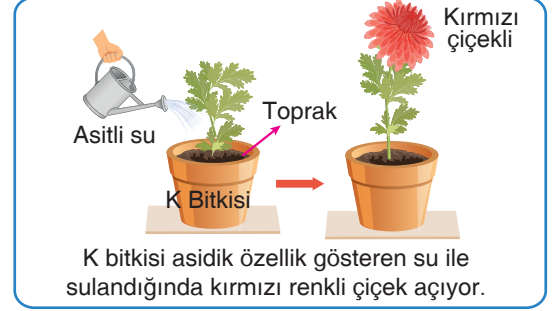 Kırmızı
çiçekli
Toprak
Asitli su
K Bitkisi
K bitkisi asidik özellik gösteren su ile
sulandığında kırmızı renkli çiçek açıyor.